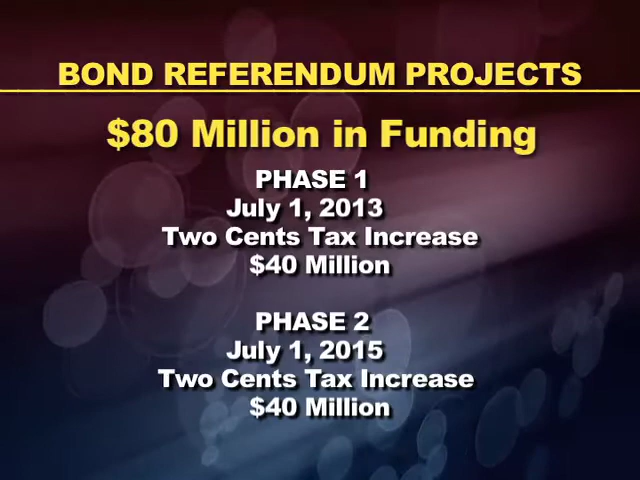 BOND REFERENDUM PROJECTS
$80 Million in Funding
PHASE 1
July 1, 2013
Two Cents Tax Increase
$40 Million
PHASE 2
July 1, 2015
Two Cents Tax Increase
$40 Million